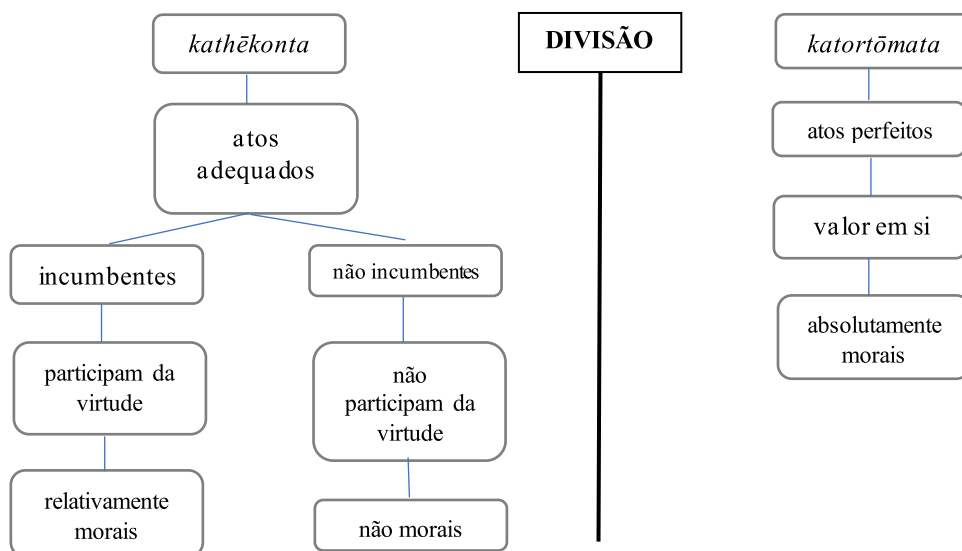 kathēkonta
DIVISÃO
katortōmata
atos
adequados
atos perfeitos
incumbentes
não incumbentes
valor em si
participam da
virtude
não
participam da
virtude
absolutamente
morais
relativamente
morais
não morais